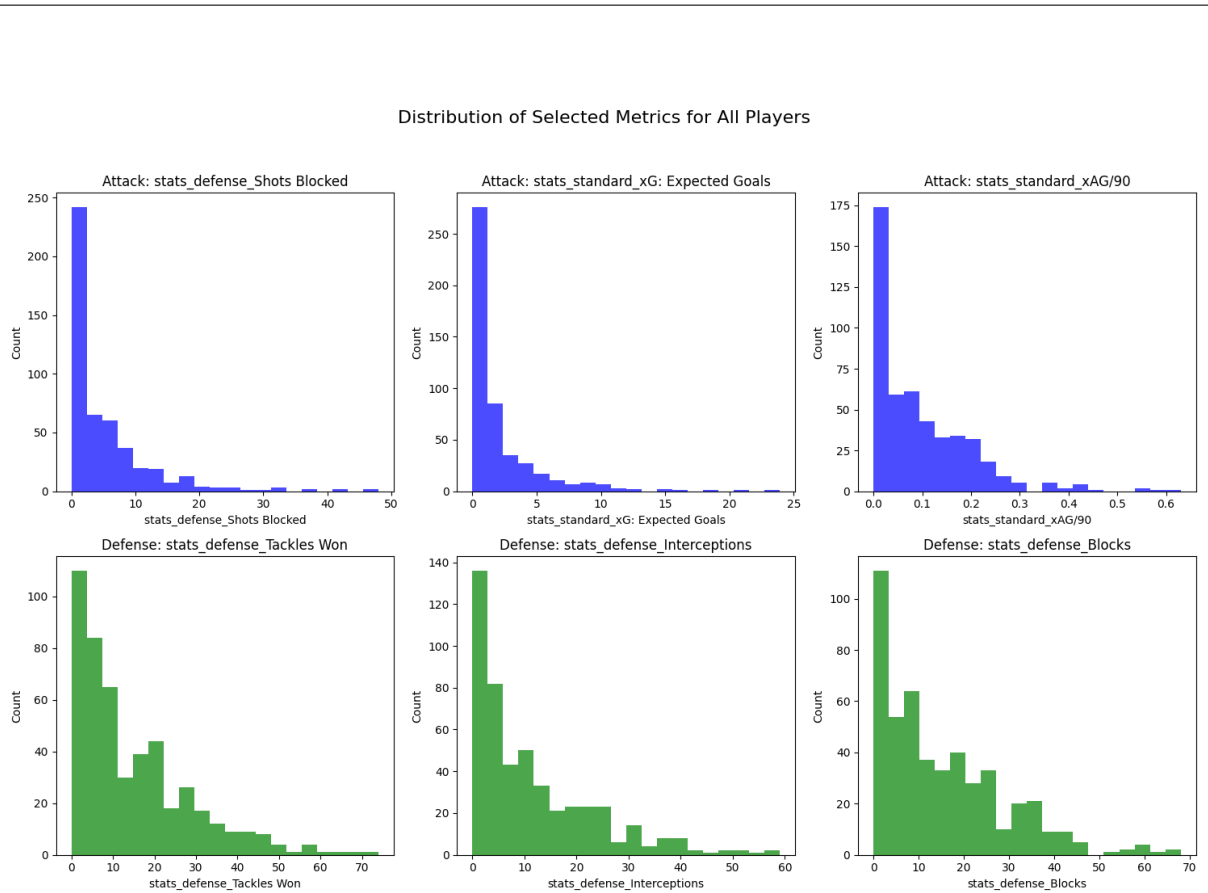 Distribution of Selected Metrics for All Players
Attack: stats_defense_Shots Blocked
250
200
150
100
50
0
Count
0 10 20 30 40 50
stats_defense_Shots Blocked
Attack: stats_standard_xG: Expected Goals
250
200
150
100
50
0
Count
0 5 10 15 20 25
stats_standard_xG: Expected Goals
Attack: stats_standard_xAG/90
175
150
125
100
75
50
25
0
Count
0.0 0.1 0.2 0.3 0.4 0.5 0.6
stats_standard_xAG/90
Defense: stats_defense_Tackles Won
100
80
60
40
20
0
Count
0 10 20 30 40 50 60 70
stats_defense_Tackles Won
Defense: stats_defense_Interceptions
140
120
100
80
60
40
20
0
Count
0 10 20 30 40 50 60
stats_defense_Interceptions
Defense: stats_defense_Blocks
100
80
60
40
20
0
Count
0 10 20 30 40 50 60 70
stats_defense_Blocks